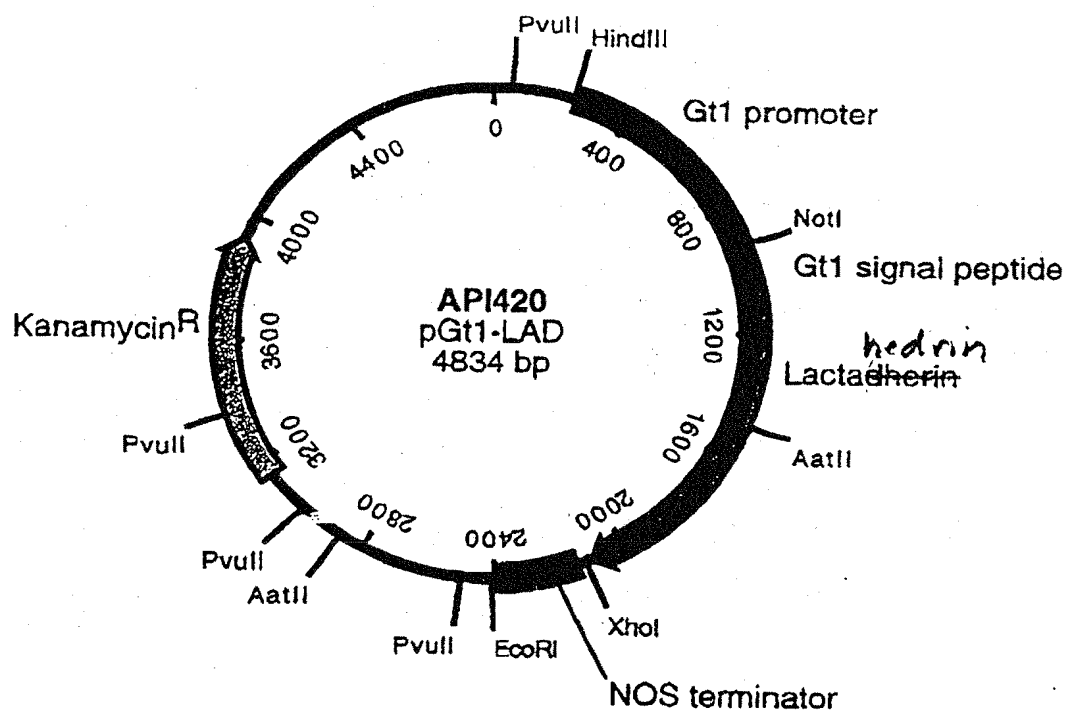 PvuII
HindIII
Gt1 promoter
0
400
4400
NotI
800
4000
Gt1 signal peptide
API420
pGt1-LAD
4834 bp
KanamycinR
3600
1200
hedrin
Lactadherin
PvuII
3200
1600
AatII
2800
2400
2000
PvuII
AatII
PvuII
EcoRI
XhoI
NOS terminator